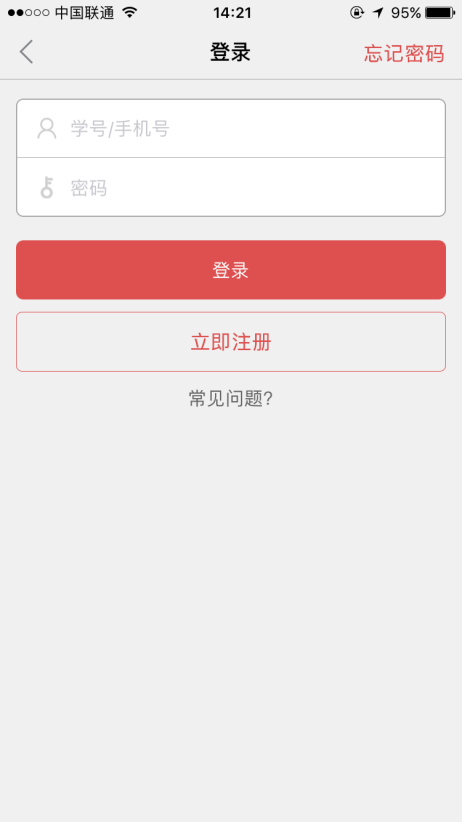 中国联通 14:21 95%
登录 忘记密码
学号/手机号
密码
登录
立即注册
常见问题?